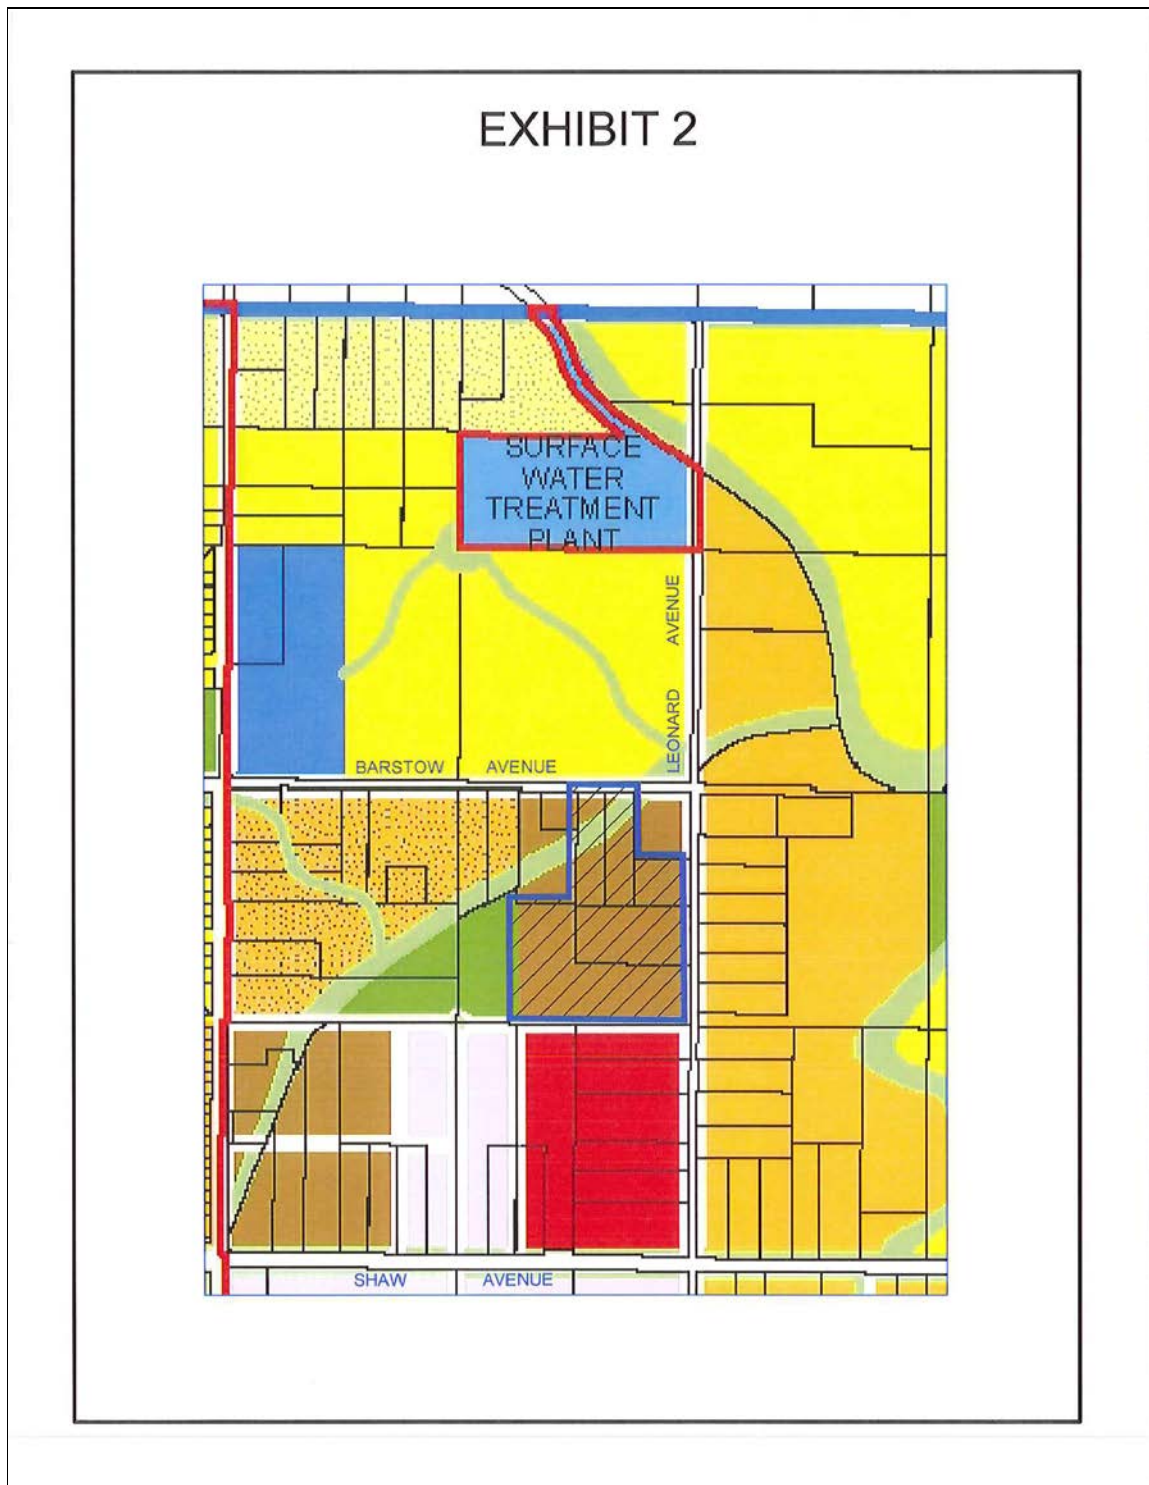 EXHIBIT 2
SURFACE
WATER
TREATMENT
PLANT
LEONARD AVENUE
BARSTOW AVENUE
SHAW AVENUE